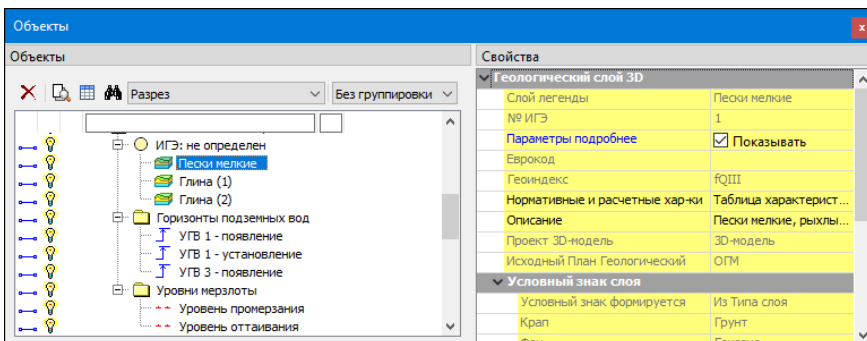 Объекты
x
Объекты
Разрез
Без группировки
ИГЭ: не определен
Пески мелкие
Глина (1)
Глина (2)
Горизонты подземных вод
УГВ 1 - появление
УГВ 1 - установление
УГВ 3 - появление
Уровни мерзлоты
Уровень промерзания
Уровень оттаивания
Свойства
Геологический слой 3D
Слой легенды Пески мелкие
№ ИГЭ 1
Параметры подробнее Показывать
Еврокод
Геоиндекс fQIII
Нормативные и расчетные хар-ки Таблица характерист...
Описание Пески мелкие, рыхлы...
Проект 3D-модель 3D-модель
Исходный План Геологический ОГМ
Условный знак слоя
Условный знак формируется Из Типа слоя
Крап Грунт